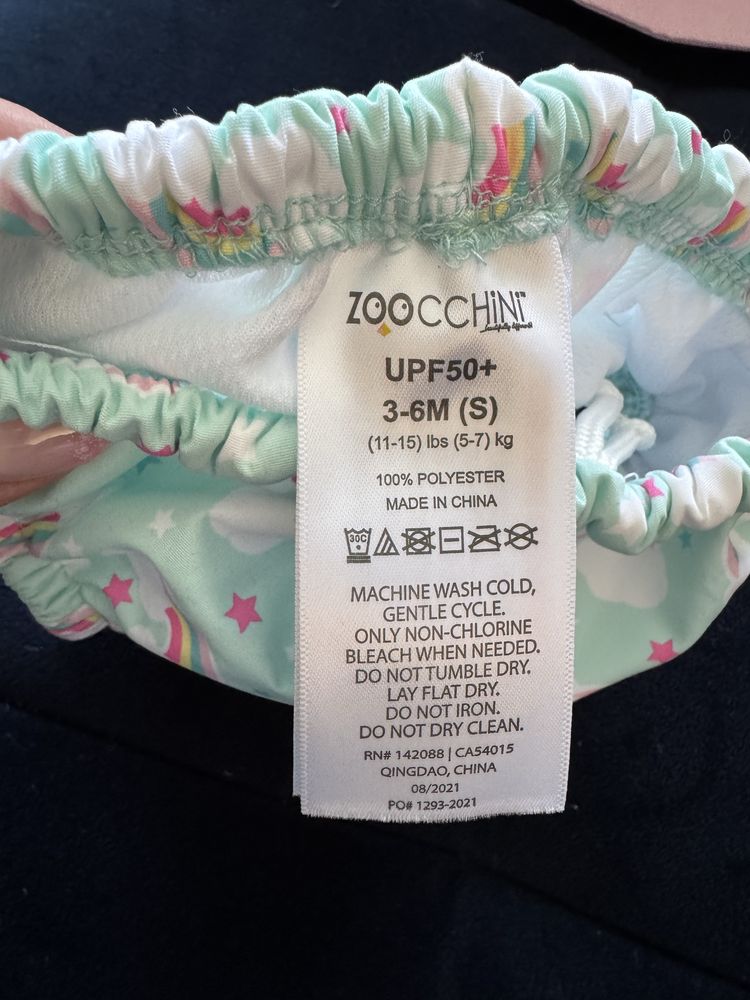 ZOOCCHiNi™
UPF50+
3-6M (S)
(11-15) lbs (5-7) kg
100% POLYESTER
MADE IN CHINA
30C
MACHINE WASH COLD,
GENTLE CYCLE.
ONLY NON-CHLORINE
BLEACH WHEN NEEDED.
DO NOT TUMBLE DRY.
LAY FLAT DRY.
DO NOT IRON.
DO NOT DRY CLEAN.
RN# 142088 | CA54015
QINGDAO, CHINA
08/2021
PO# 1293-2021